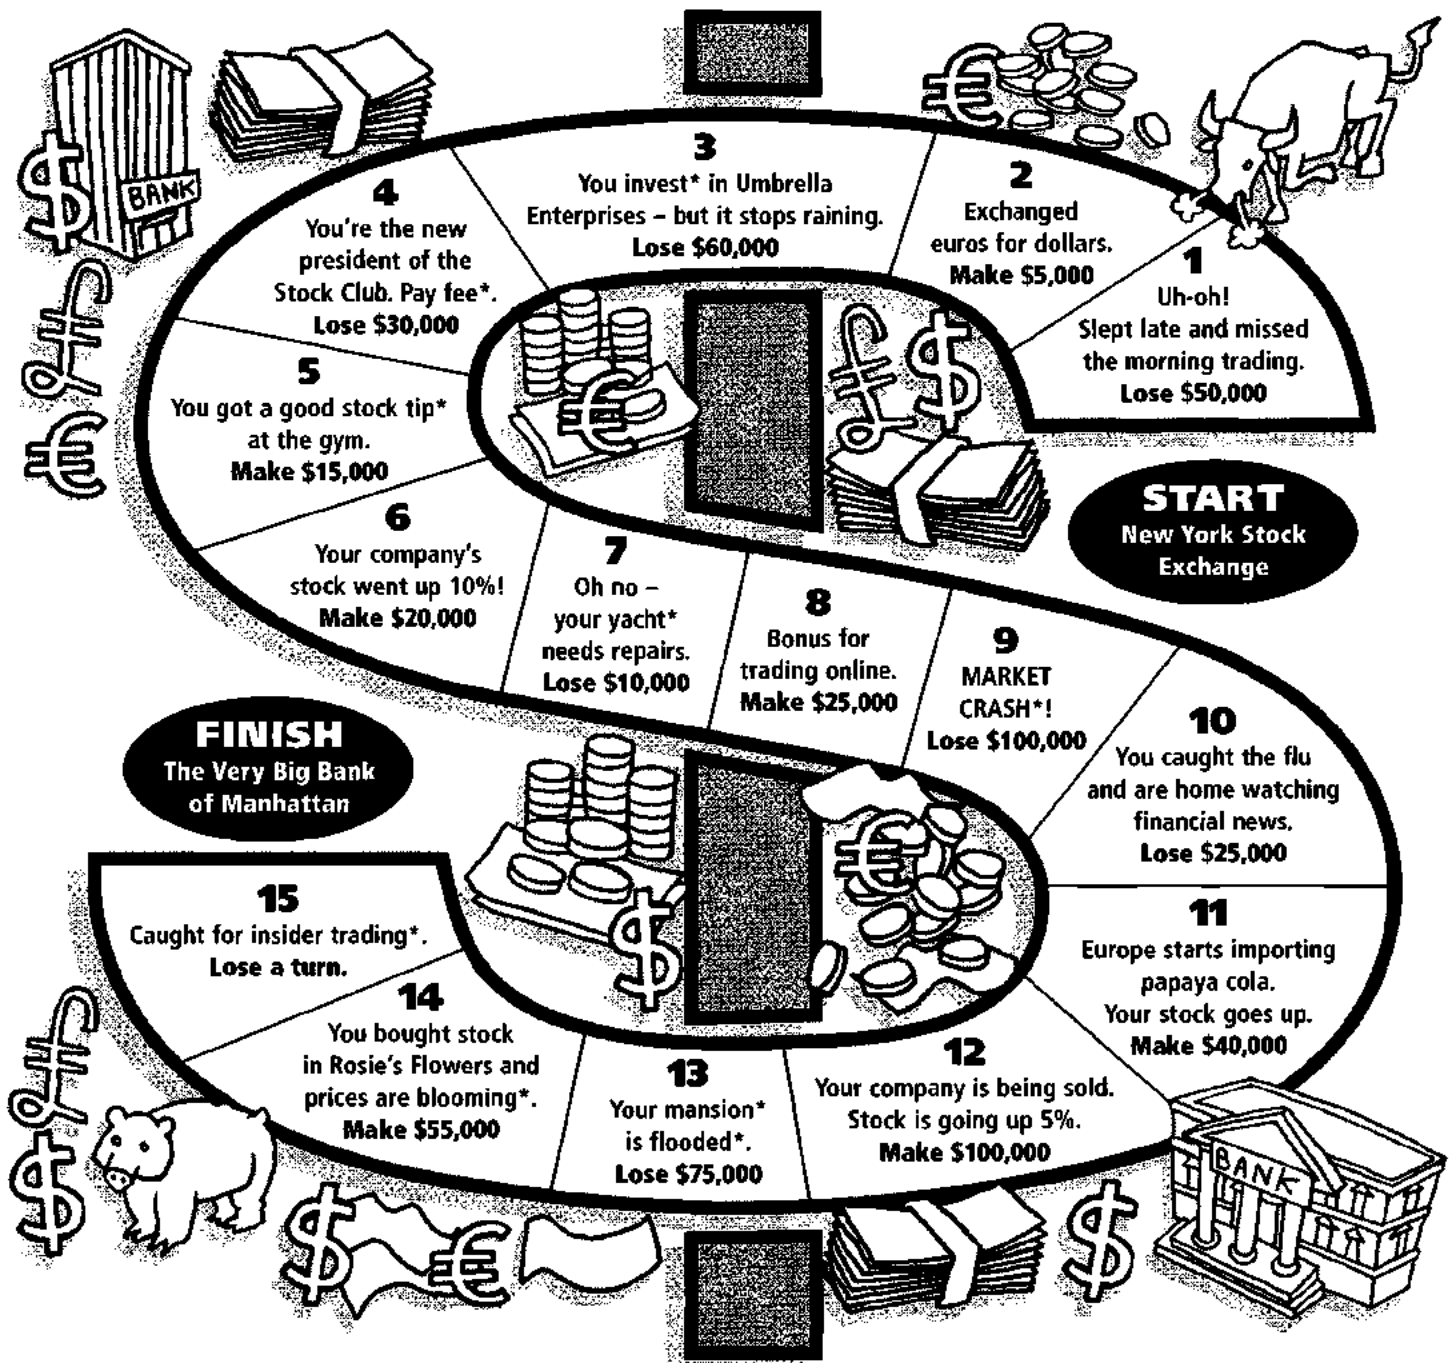 BANK
3
You invest* in Umbrella
Enterprises – but it stops raining.
Lose $60,000
2
Exchanged
euros for dollars.
Make $5,000
4
You're the new
president of the
Stock Club. Pay fee*.
Lose $30,000
1
Uh-oh!
Slept late and missed
the morning trading.
Lose $50,000
5
You got a good stock tip*
at the gym.
Make $15,000
START
New York Stock
Exchange
6
Your company's
stock went up 10%!
Make $20,000
7
Oh no –
your yacht*
needs repairs.
Lose $10,000
8
Bonus for
trading online.
Make $25,000
9
MARKET
CRASH*!
Lose $100,000
10
You caught the flu
and are home watching
financial news.
Lose $25,000
FINISH
The Very Big Bank
of Manhattan
11
Europe starts importing
papaya cola.
Your stock goes up.
Make $40,000
15
Caught for insider trading*.
Lose a turn.
14
You bought stock
in Rosie's Flowers and
prices are blooming*.
Make $55,000
13
Your mansion*
is flooded*.
Lose $75,000
12
Your company is being sold.
Stock is going up 5%.
Make $100,000
BANK
$
£
€
€
£
$
€
$
€
£
$
$
€
$